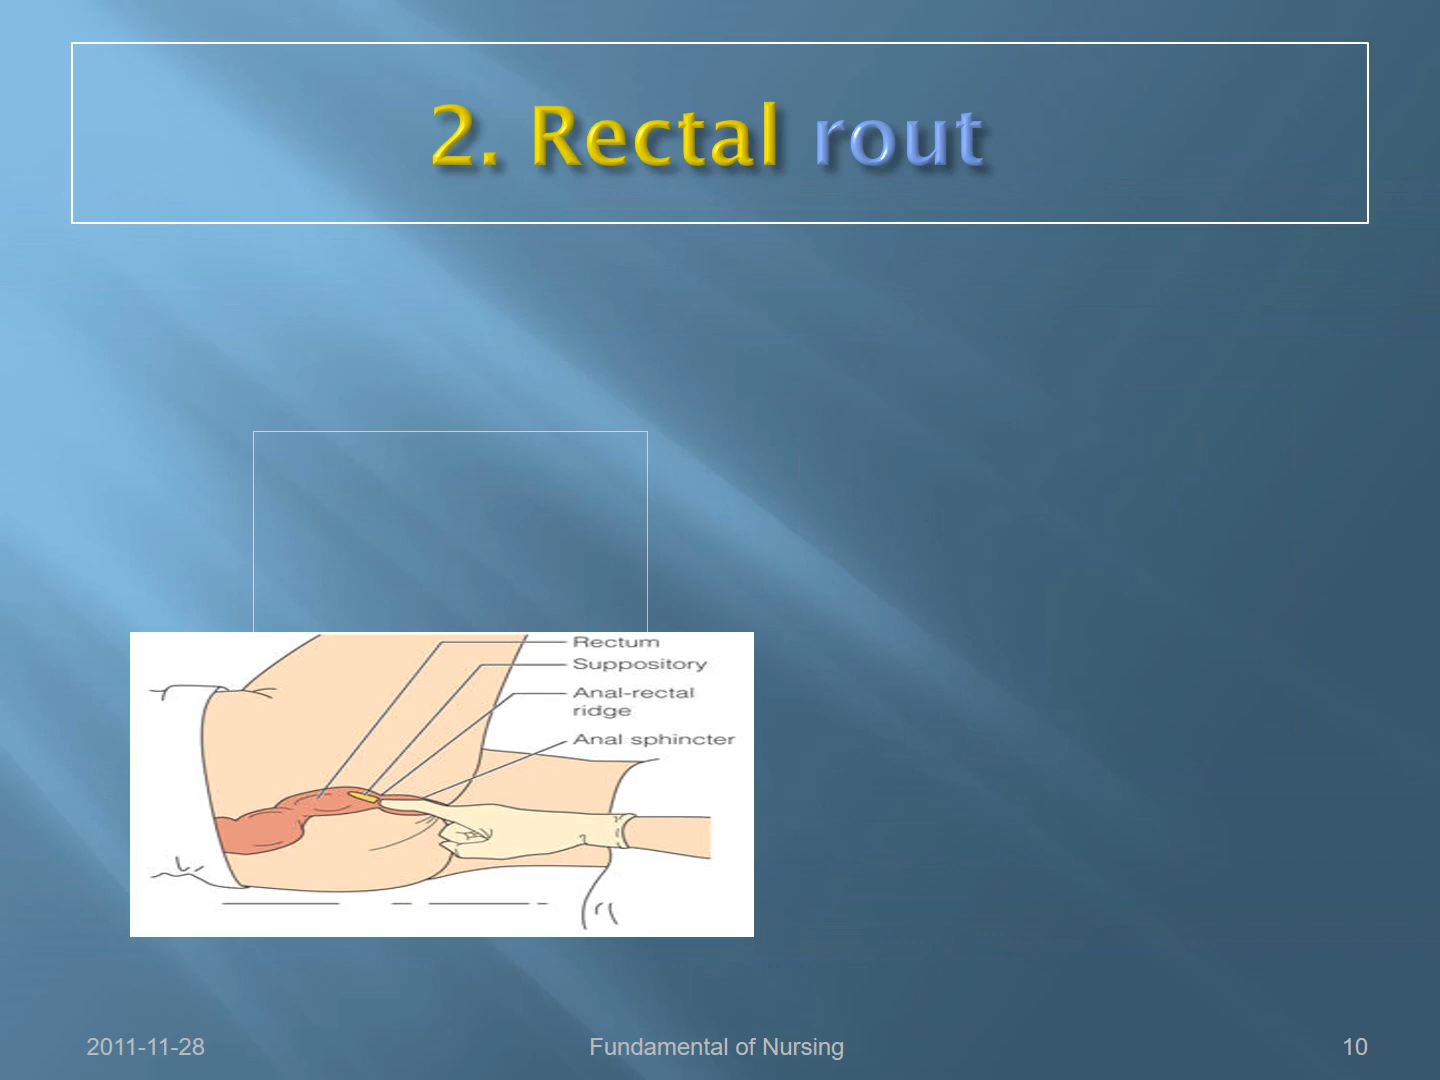 2. Rectal rout
Rectum
Suppository
Anal-rectal
ridge
Anal sphincter
2011-11-28
Fundamental of Nursing
10